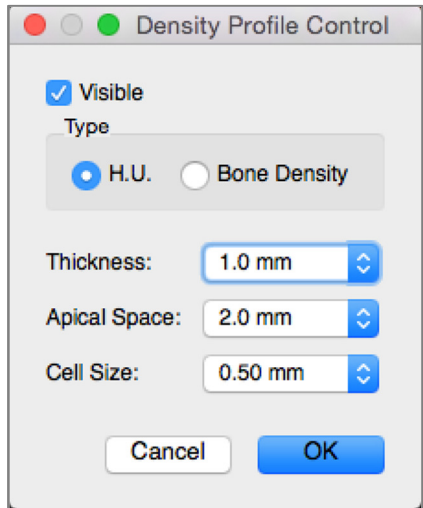 Density Profile Control
Visible
Type
H.U. Bone Density
Thickness: 1.0 mm
Apical Space: 2.0 mm
Cell Size: 0.50 mm
Cancel OK